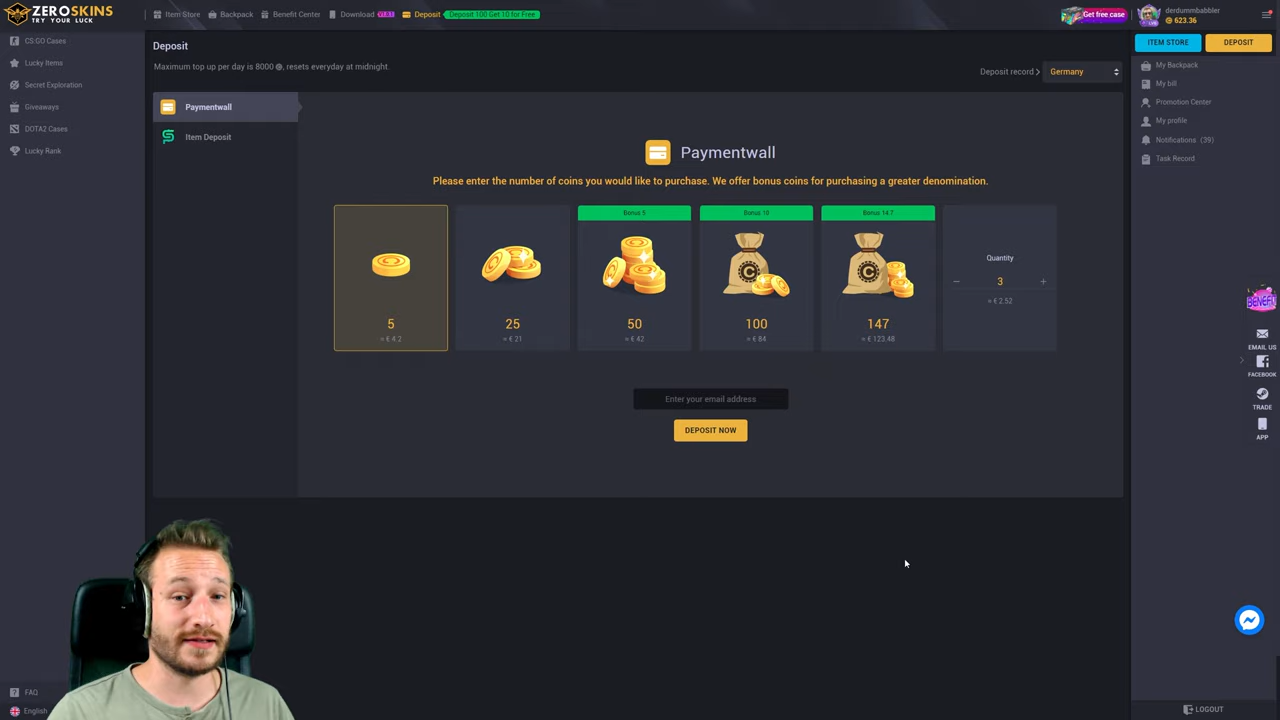 ZEROSKINS
TRY YOUR LUCK
Item Store
Backpack
Benefit Center
Download
Deposit
Deposit 100 Get 10 for Free
Get free case
derdummbabbler
623.36
CS:GO Cases
Lucky Items
Secret Exploration
Giveaways
DOTA2 Cases
Lucky Rank
Deposit
Maximum top up per day is 8000 , resets everyday at midnight.
Deposit record
Germany
Paymentwall
Item Deposit
Paymentwall
Please enter the number of coins you would like to purchase. We offer bonus coins for purchasing a greater denomination.
5
≈ € 4.2
25
≈ € 21
Bonus 5
50
≈ € 42
Bonus 10
100
≈ € 84
Bonus 14.7
147
≈ € 123.48
Quantity
− 3 +
≈ € 2.52
Enter your email address
DEPOSIT NOW
ITEM STORE
DEPOSIT
My Backpack
My bill
Promotion Center
My profile
Notifications (39)
Task Record
BENEFIT
EMAIL US
FACEBOOK
TRADE
APP
FAQ
English
LOGOUT